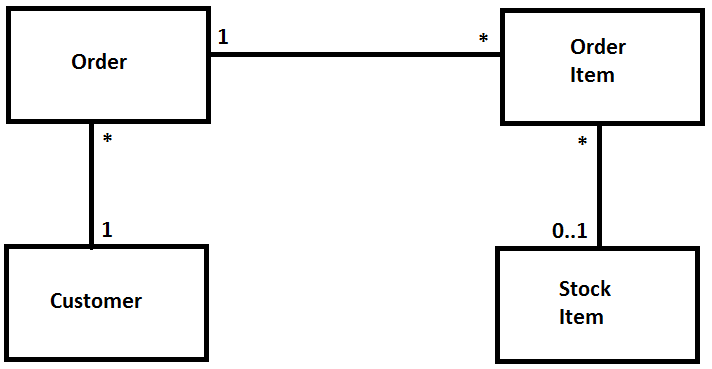 Order
1
*
Order
Item
*
*
1
0..1
Customer
Stock
Item